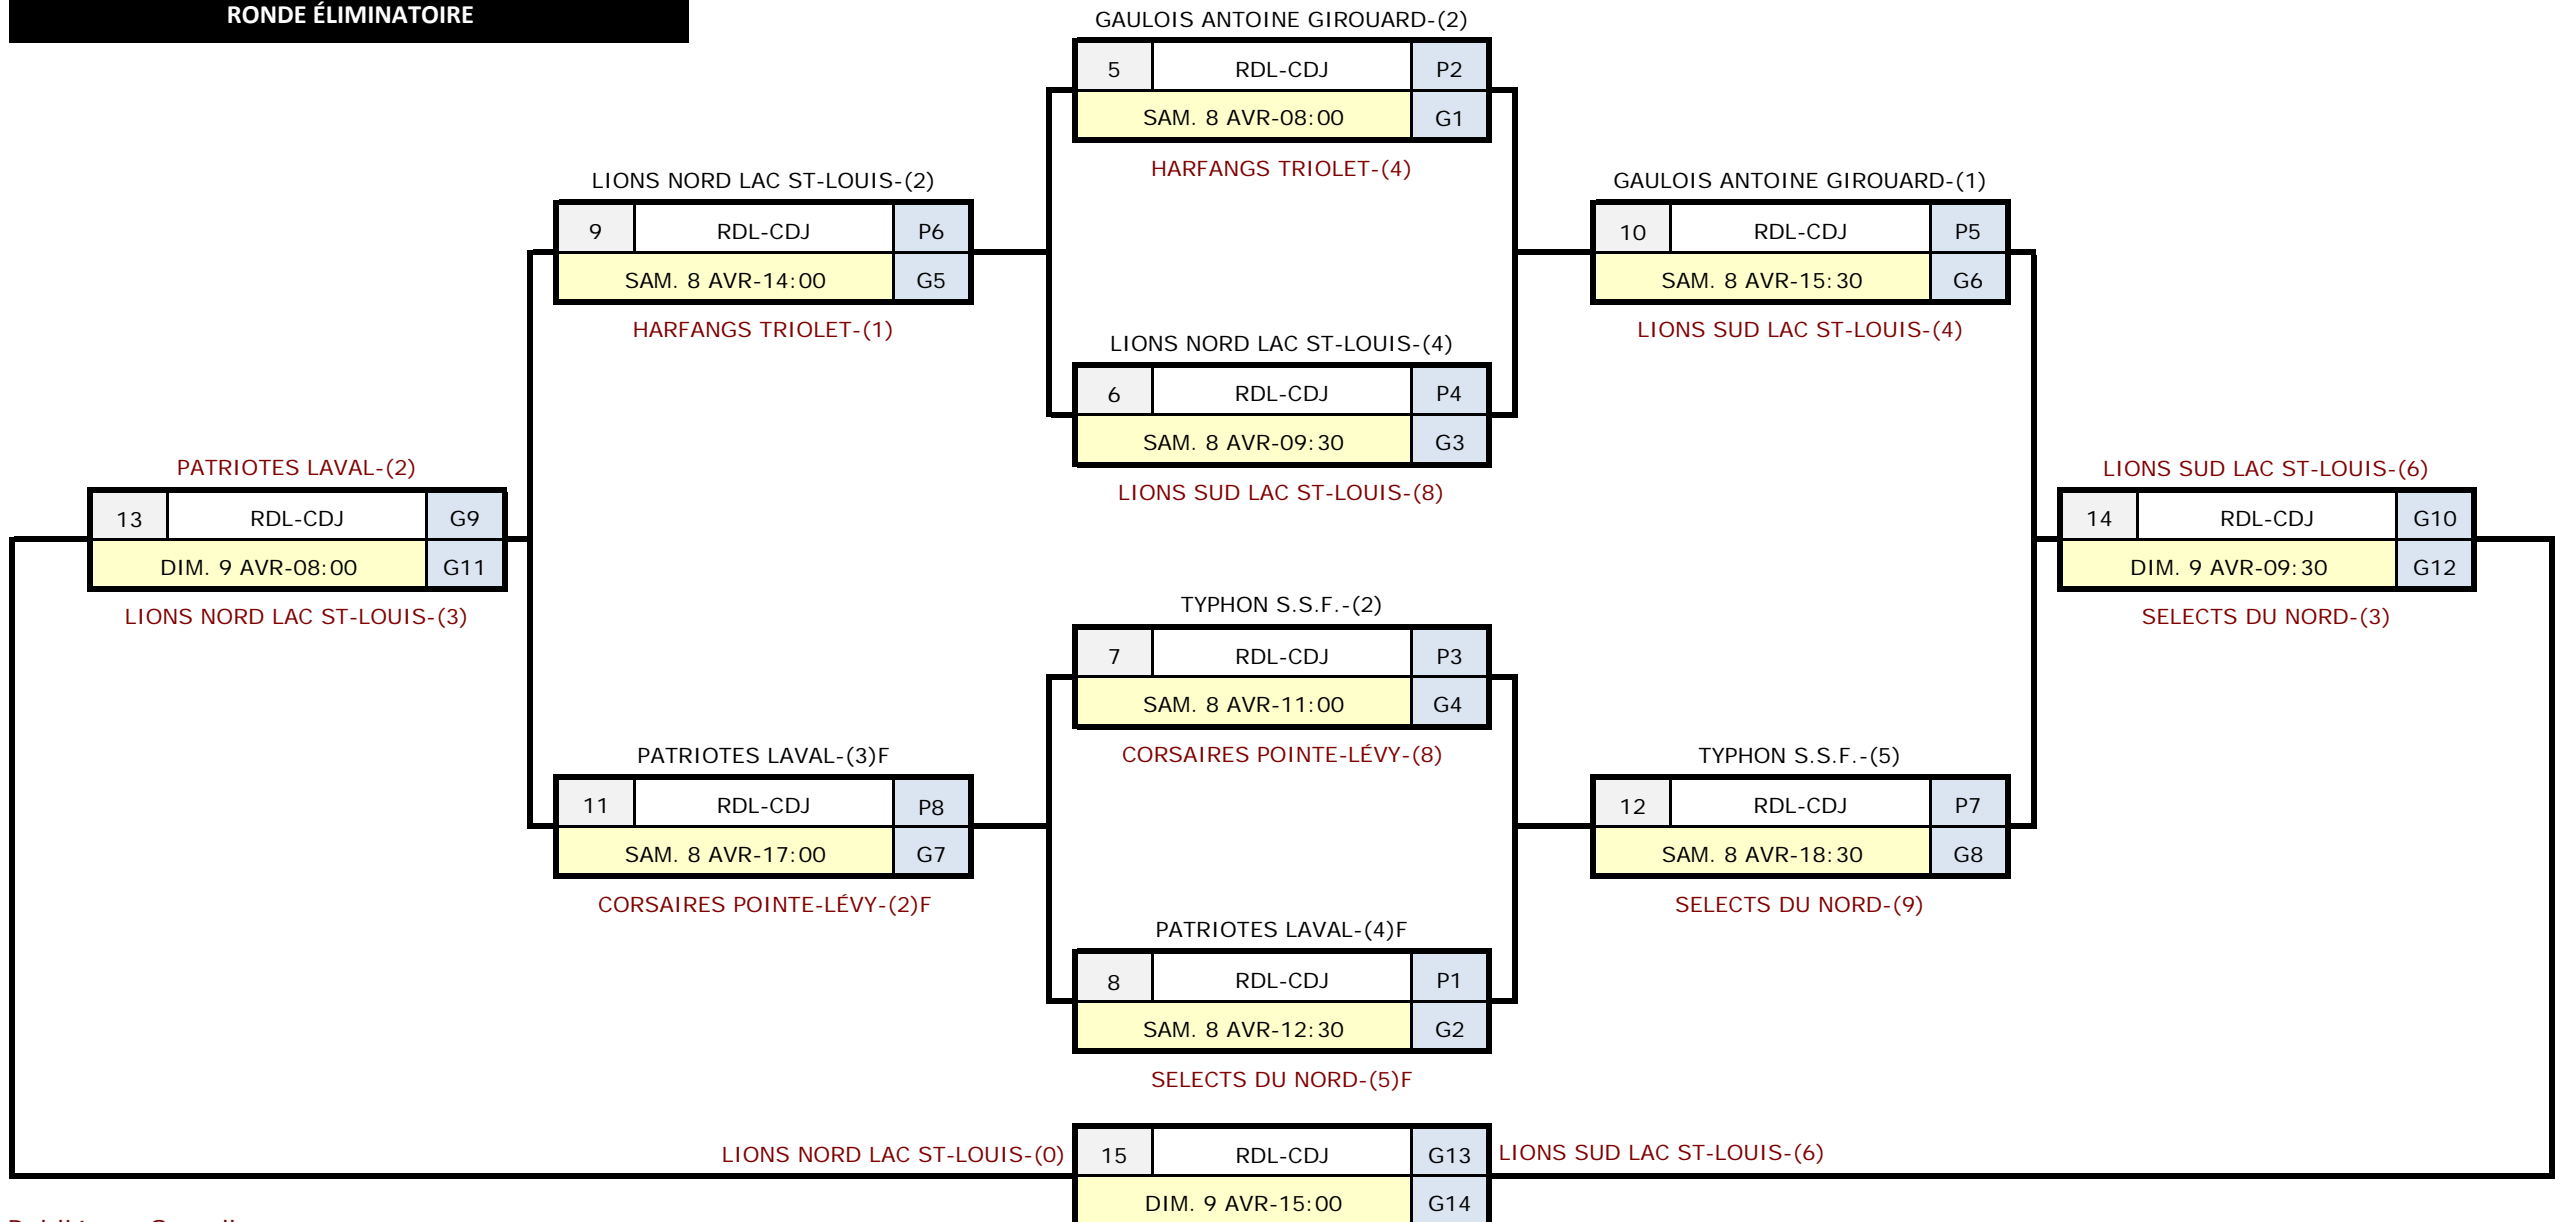 RONDE ÉLIMINATOIRE
GAULOIS ANTOINE GIROUARD-(2)
5 RDL-CDJ P2
SAM. 8 AVR-08:00 G1
HARFANGS TRIOLET-(4)
LIONS NORD LAC ST-LOUIS-(2)
9 RDL-CDJ P6
SAM. 8 AVR-14:00 G5
HARFANGS TRIOLET-(1)
GAULOIS ANTOINE GIROUARD-(1)
10 RDL-CDJ P5
SAM. 8 AVR-15:30 G6
LIONS SUD LAC ST-LOUIS-(4)
LIONS NORD LAC ST-LOUIS-(4)
6 RDL-CDJ P4
SAM. 8 AVR-09:30 G3
LIONS SUD LAC ST-LOUIS-(8)
PATRIOTES LAVAL-(2)
13 RDL-CDJ G9
DIM. 9 AVR-08:00 G11
LIONS NORD LAC ST-LOUIS-(3)
LIONS SUD LAC ST-LOUIS-(6)
14 RDL-CDJ G10
DIM. 9 AVR-09:30 G12
SELECTS DU NORD-(3)
TYPHON S.S.F.-(2)
7 RDL-CDJ P3
SAM. 8 AVR-11:00 G4
CORSAIRES POINTE-LÉVY-(8)
PATRIOTES LAVAL-(3)F
11 RDL-CDJ P8
SAM. 8 AVR-17:00 G7
CORSAIRES POINTE-LÉVY-(2)F
TYPHON S.S.F.-(5)
12 RDL-CDJ P7
SAM. 8 AVR-18:30 G8
SELECTS DU NORD-(9)
PATRIOTES LAVAL-(4)F
8 RDL-CDJ P1
SAM. 8 AVR-12:30 G2
SELECTS DU NORD-(5)F
LIONS NORD LAC ST-LOUIS-(0) 15 RDL-CDJ G13 LIONS SUD LAC ST-LOUIS-(6)
DIM. 9 AVR-15:00 G14